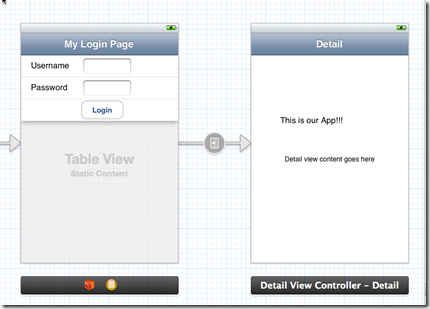 My Login Page
Username
Password
Login
Table View
Static Content
Detail
This is our App!!!
Detail view content goes here
Detail View Controller - Detail